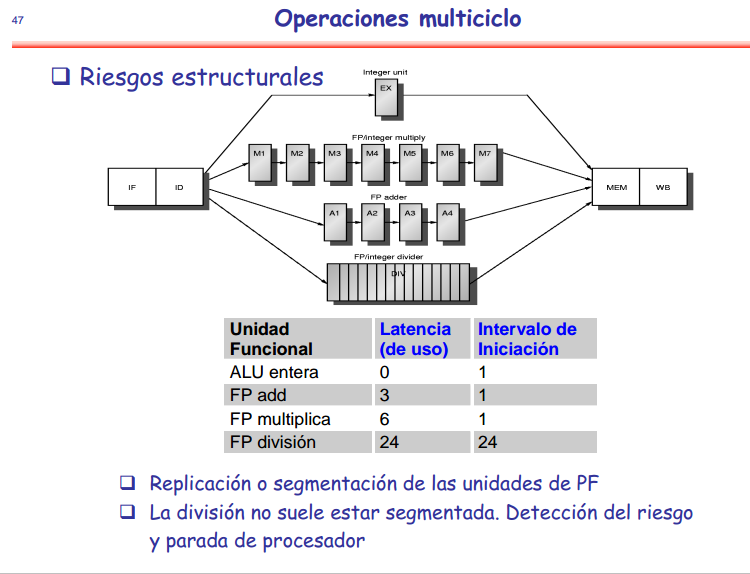 47
Operaciones multiciclo
❑ Riesgos estructurales
Integer unit
EX
FP/integer multiply
M1 M2 M3 M4 M5 M6 M7
IF ID
MEM WB
FP adder
A1 A2 A3 A4
FP/integer divider
DIV
Unidad Funcional Latencia (de uso) Intervalo de Iniciación
ALU entera 0 1
FP add 3 1
FP multiplica 6 1
FP división 24 24
❑ Replicación o segmentación de las unidades de PF
❑ La división no suele estar segmentada. Detección del riesgo
y parada de procesador